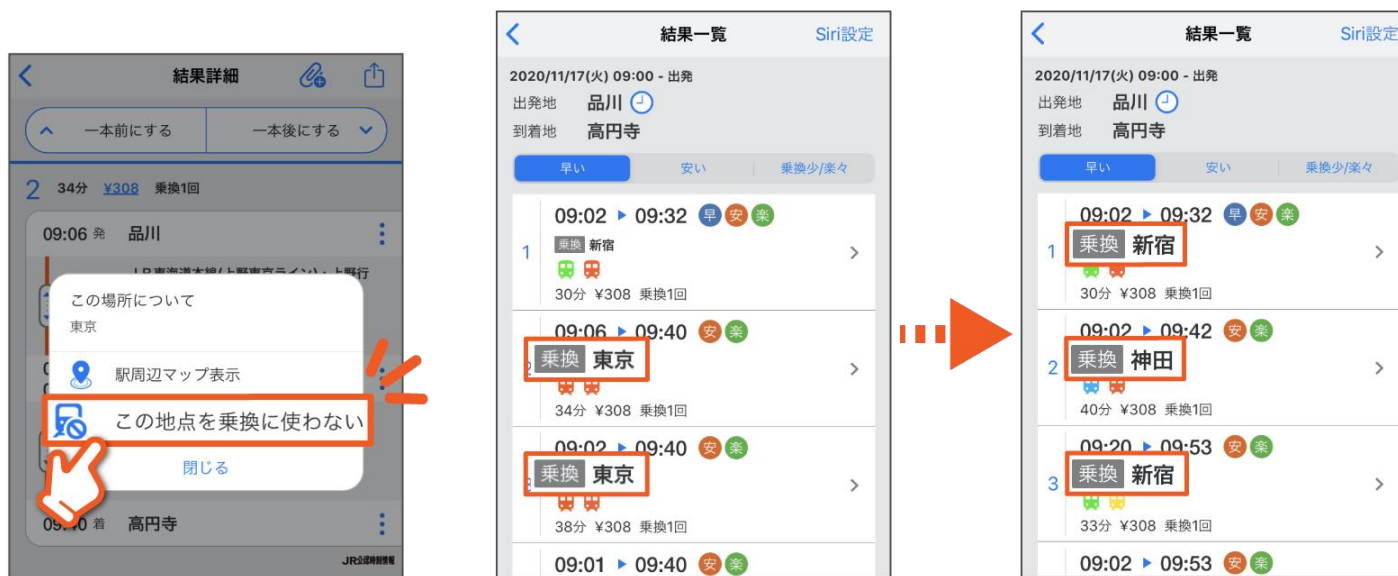 結果詳細
一本前にする
一本後にする
2 34分 ¥308 乗換1回
09:06 発 品川
JR東海道本線(上野東京ライン)・上野行
この場所について
東京
駅周辺マップ表示
この地点を乗換に使わない
閉じる
09:40 着 高円寺
JR公認時刻情報
結果一覧 Siri設定
2020/11/17(火) 09:00 - 出発
出発地 品川
到着地 高円寺
早い 安い 乗換少/楽々
09:02 ▶ 09:32 早 安 楽
1 乗換 新宿
30分 ¥308 乗換1回
09:06 ▶ 09:40 安 楽
乗換 東京
34分 ¥308 乗換1回
09:02 ▶ 09:40 安 楽
乗換 東京
38分 ¥308 乗換1回
09:01 ▶ 09:40 安 楽
結果一覧 Siri設定
2020/11/17(火) 09:00 - 出発
出発地 品川
到着地 高円寺
早い 安い 乗換少/楽々
09:02 ▶ 09:32 早 安 楽
1 乗換 新宿
30分 ¥308 乗換1回
09:02 ▶ 09:42 安 楽
2 乗換 神田
40分 ¥308 乗換1回
09:20 ▶ 09:53 安 楽
3 乗換 新宿
33分 ¥308 乗換1回
09:02 ▶ 09:53 安 楽